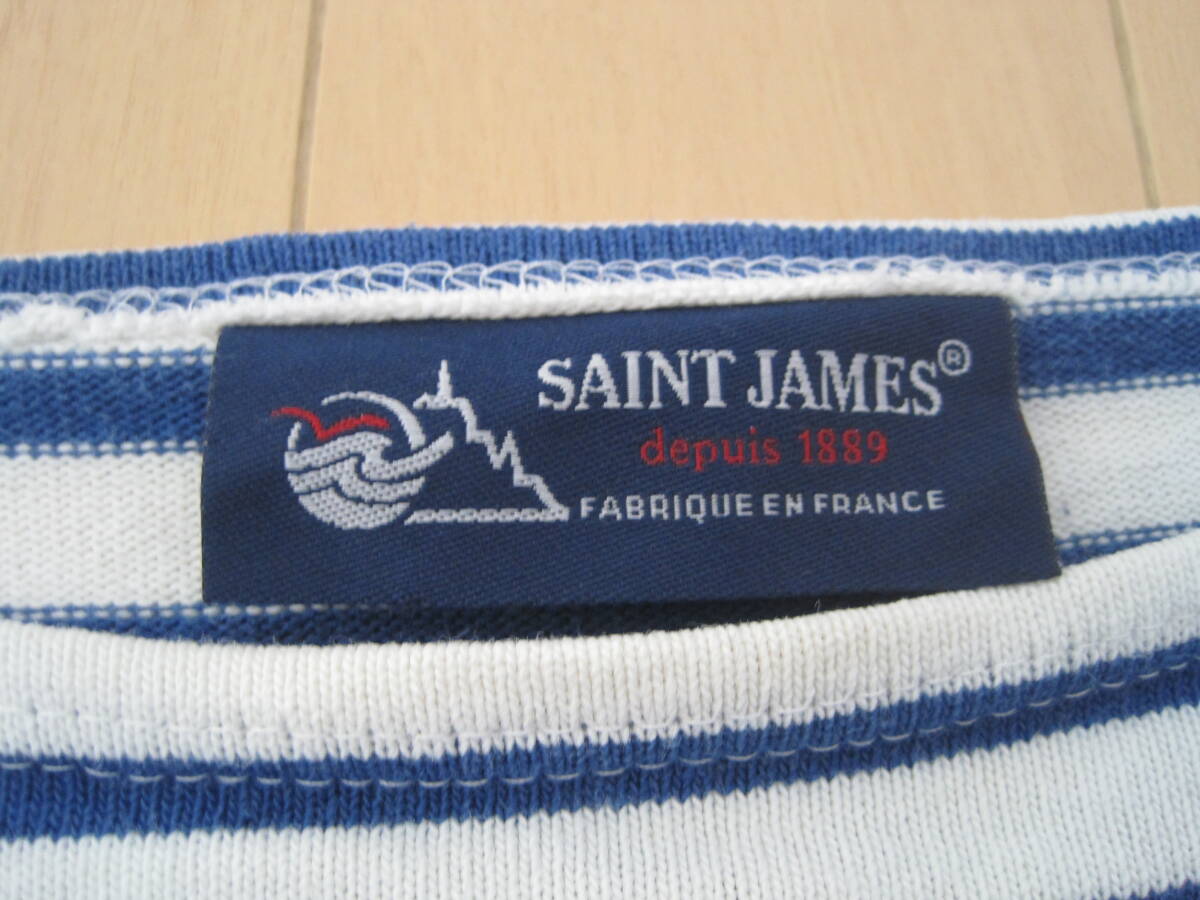 SAINT JAMES®
depuis 1889
FABRIQUE EN FRANCE